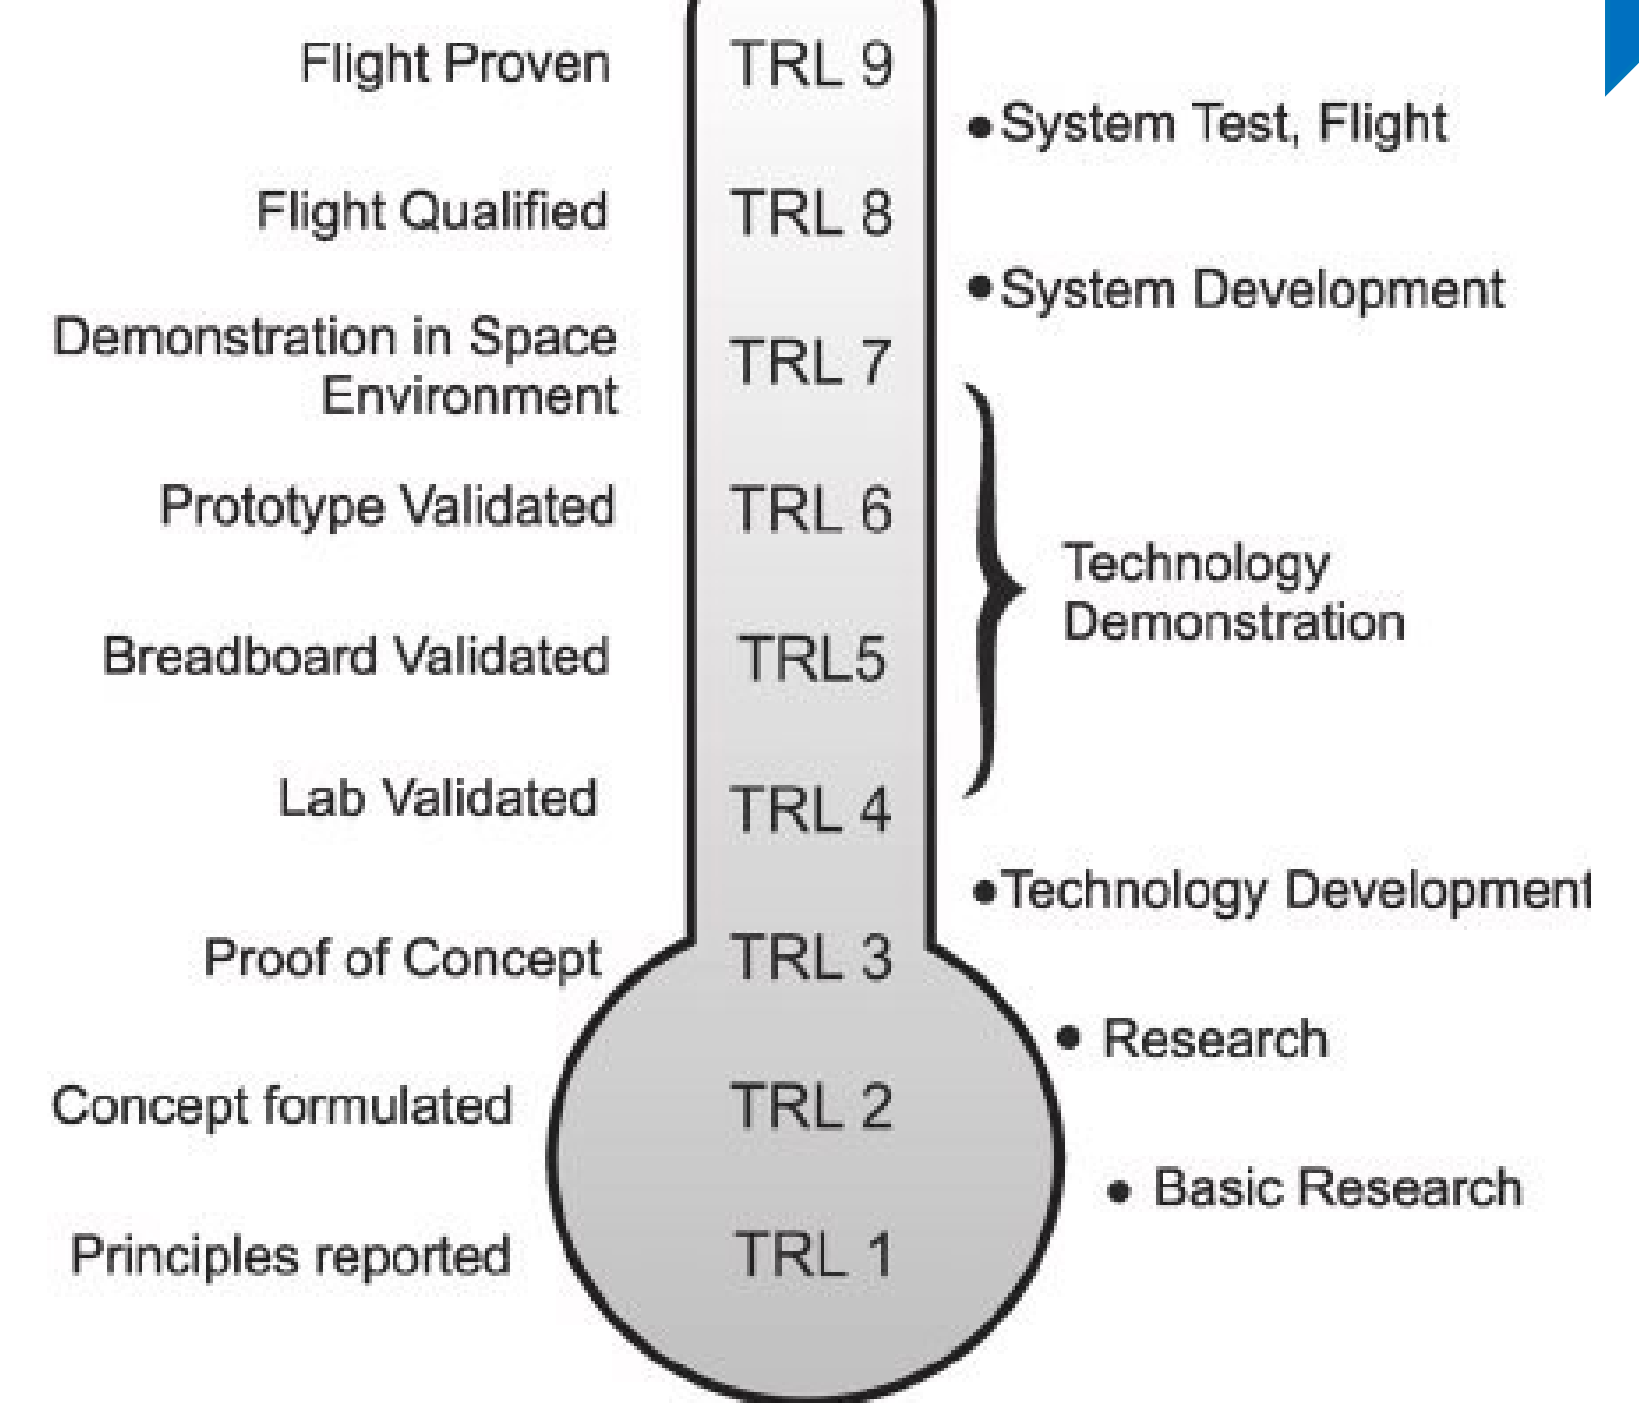 Flight Proven
TRL 9
System Test, Flight
Flight Qualified
TRL 8
System Development
Demonstration in Space
Environment
TRL 7
Prototype Validated
TRL 6
Technology
Demonstration
Breadboard Validated
TRL5
Lab Validated
TRL 4
Technology Development
Proof of Concept
TRL 3
Research
Concept formulated
TRL 2
Basic Research
Principles reported
TRL 1